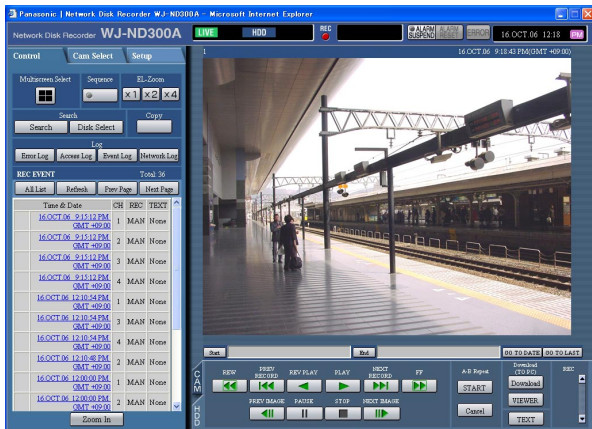 Panasonic | Network Disk Recorder WJ-ND300A - Microsoft Internet Explorer
Network Disk Recorder WJ-ND300A
LIVE HDD REC ALARM SUSPEND ALARM RESET ERROR 16.OCT.06 12:18 PM
Control Cam Select Setup
1 16.OCT.06 9:18:43 PM(GMT +09:00)
Multiscreen Select Sequence EL-Zoom
x1 x2 x4
Search Copy
Search Disk Select
Log
Error Log Access Log Event Log Network Log
REC EVENT Total: 36
All List Refresh Prev Page Next Page
Time & Date CH REC TEXT
16.OCT.06 9:15:12 PM GMT +09:00 1 MAN None
16.OCT.06 9:15:12 PM GMT +09:00 2 MAN None
16.OCT.06 9:15:12 PM GMT +09:00 3 MAN None
16.OCT.06 9:15:12 PM GMT +09:00 4 MAN None
16.OCT.06 12:10:54 PM GMT +09:00 1 MAN None
16.OCT.06 12:10:54 PM GMT +09:00 3 MAN None
16.OCT.06 12:10:54 PM GMT +09:00 4 MAN None
16.OCT.06 12:10:48 PM GMT +09:00 2 MAN None
16.OCT.06 12:00:00 PM GMT +09:00 1 MAN None
16.OCT.06 12:00:00 PM GMT +09:00 2 MAN None
Zoom In
Start End GO TO DATE GO TO LAST
CAM
HDD
REW PREV RECORD REV PLAY PLAY NEXT RECORD FF
PREV IMAGE PAUSE STOP NEXT IMAGE
A-B Repeat
START
Cancel
Download (TO PC)
Download
VIEWER
TEXT
REC